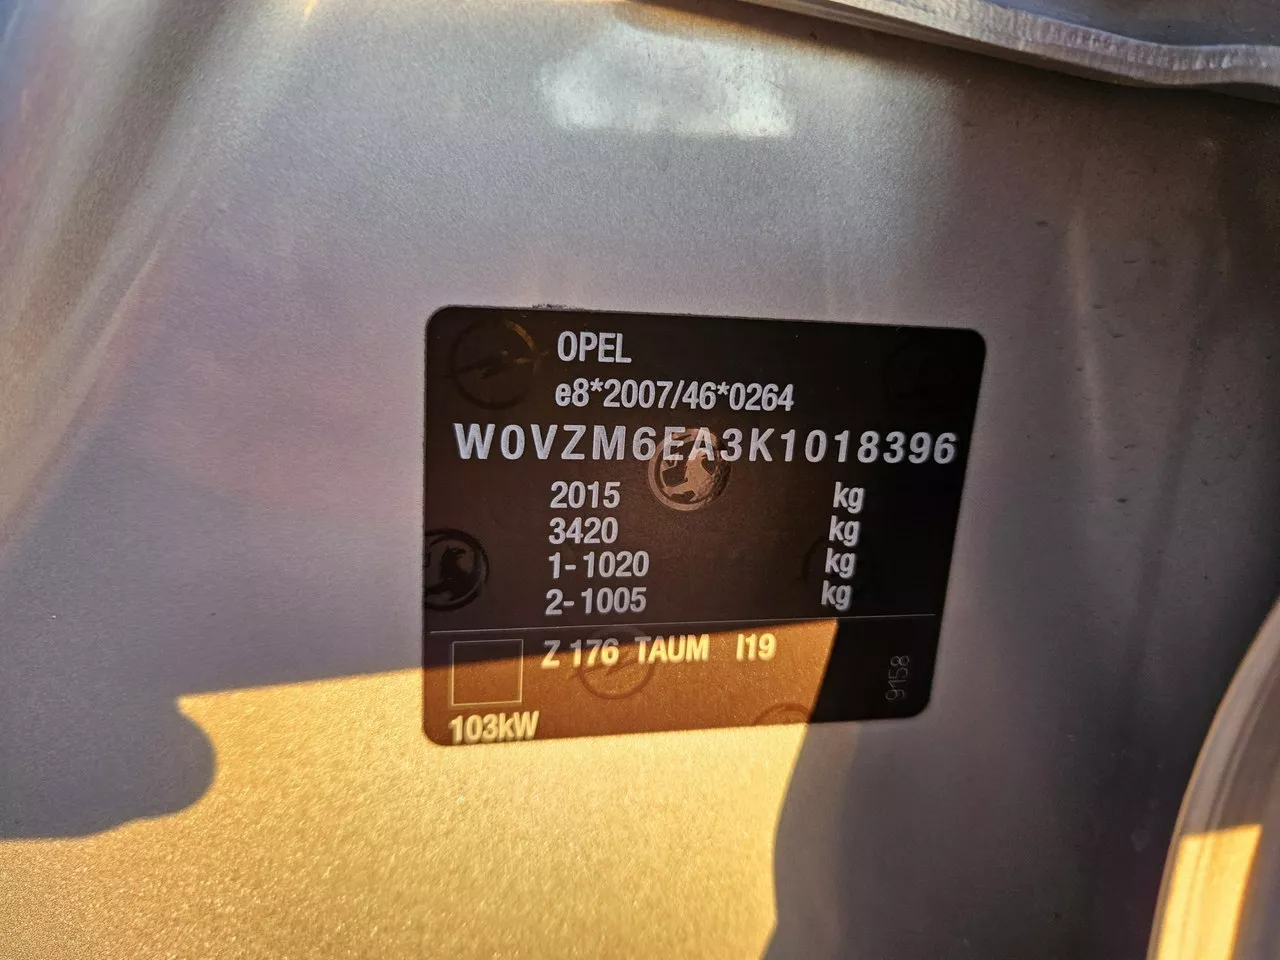 OPEL
e8*2007/46*0264
W0VZM6EA3K1018396
2015 kg
3420 kg
1-1020 kg
2-1005 kg
Z 176 TAUM I19
9158
103kW